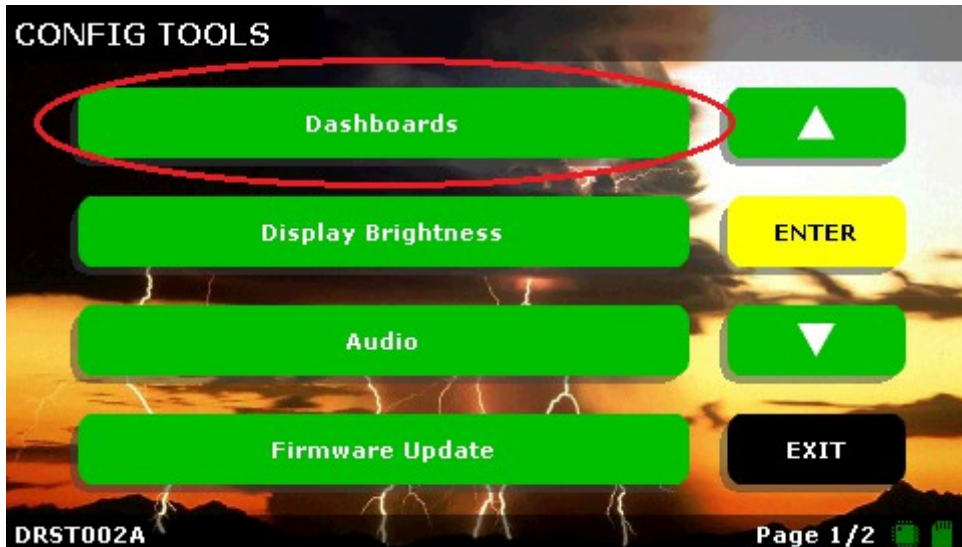 CONFIG TOOLS
Dashboards
Display Brightness
ENTER
Audio
Firmware Update
EXIT
DRST002A
Page 1/2